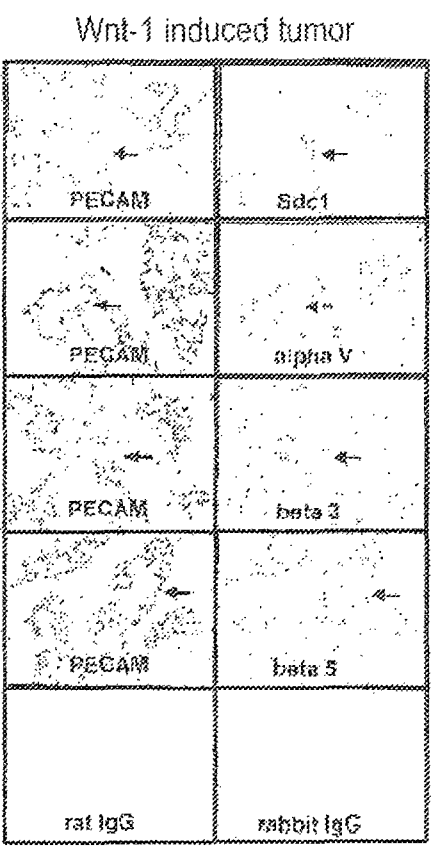 Wnt-1 induced tumor
PECAM Sdc1
PECAM alpha V
PECAM beta 3
PECAM beta 5
rat IgG rabbit IgG